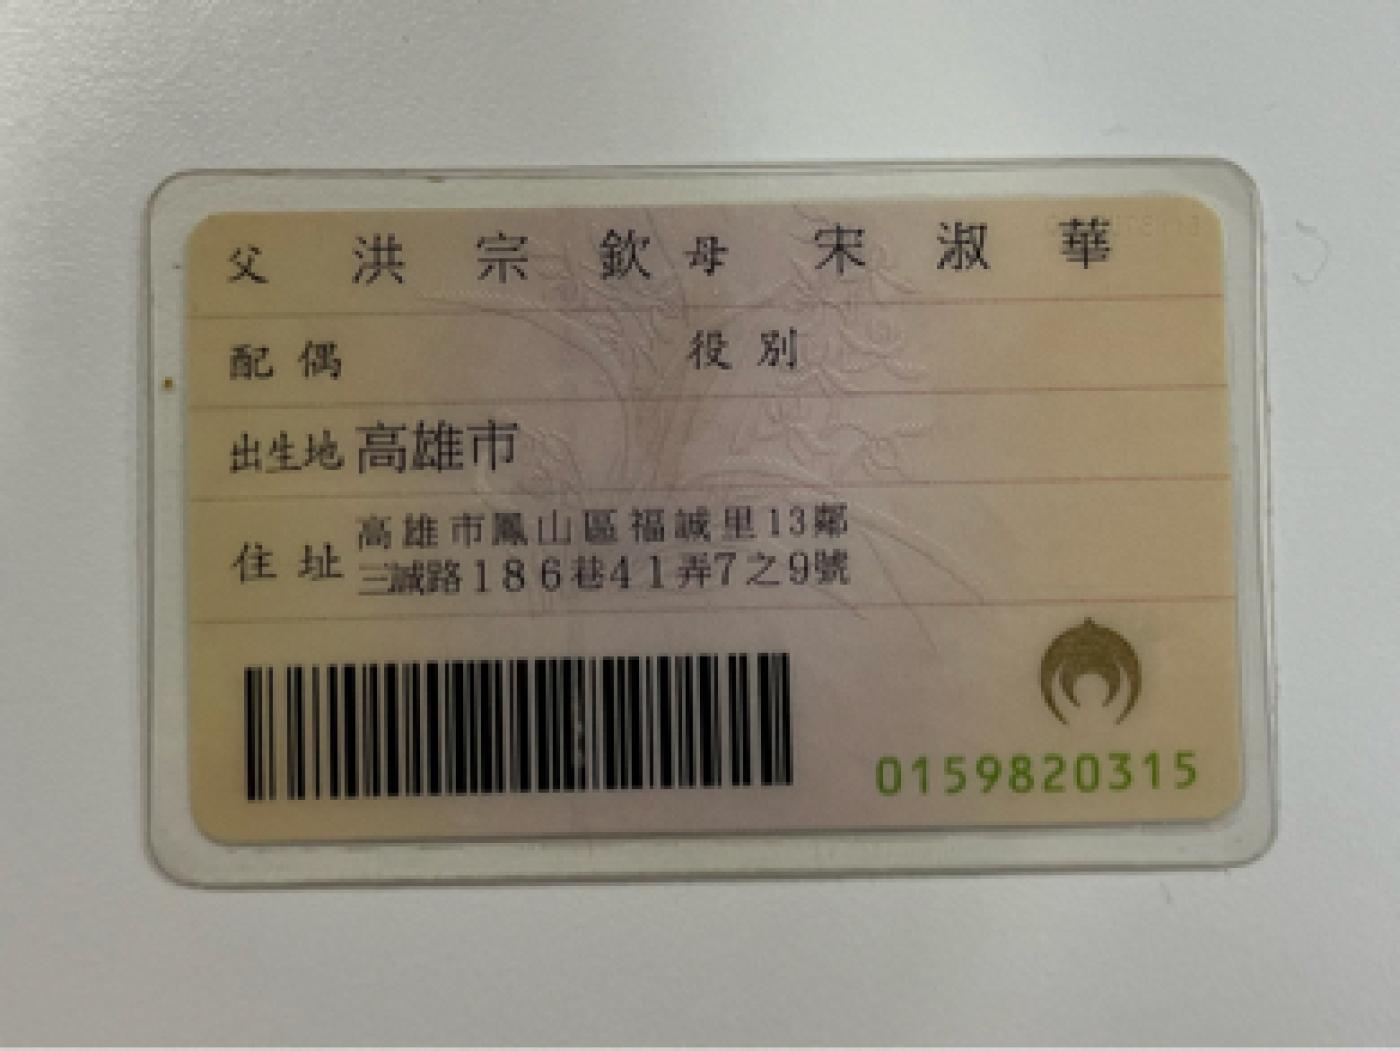 父 洪宗欽 母 宋淑華
配偶 役別
出生地 高雄市
住址 高雄市鳳山區福誠里13鄰
三誠路186巷41弄7之9號
0159820315